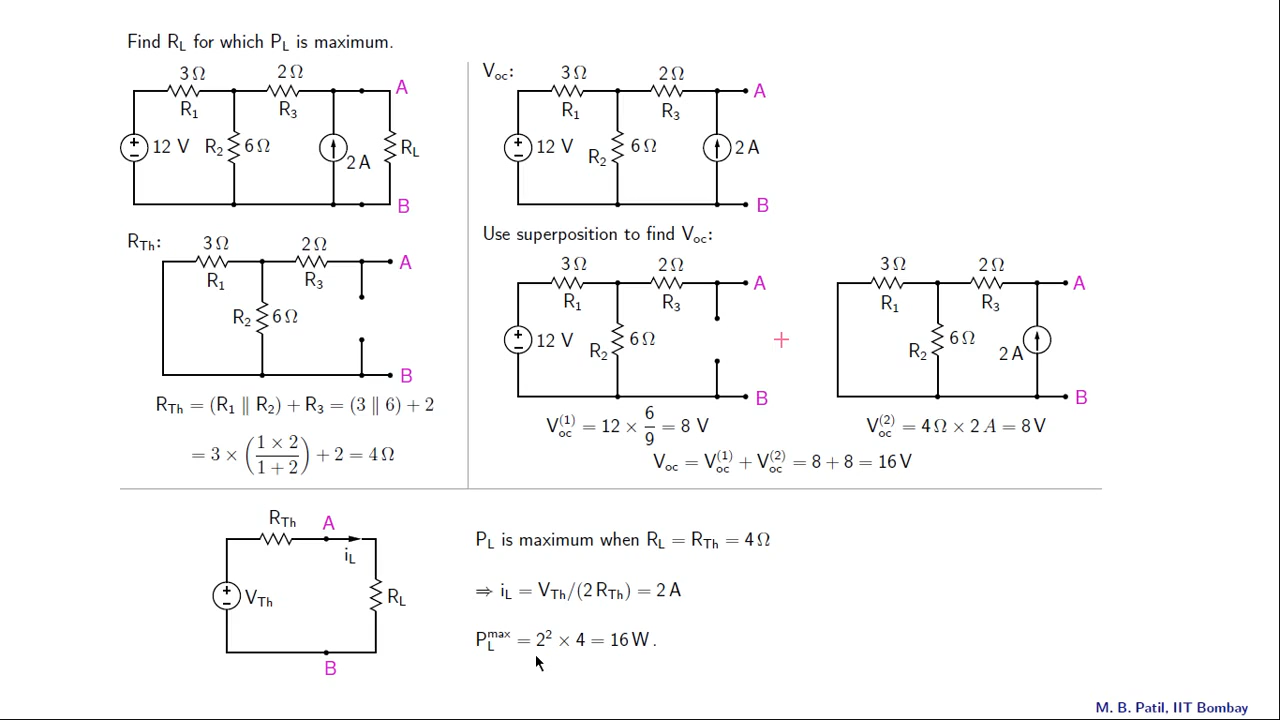 Find R_L for which P_L is maximum.
3 Ω
2 Ω
A
R₁
R₃
12 V
R₂
6 Ω
2 A
R_L
B
R_Th:
3 Ω
2 Ω
A
R₁
R₃
R₂
6 Ω
B
R_Th = (R₁ ∥ R₂) + R₃ = (3 ∥ 6) + 2
= 3 × ((1 × 2)/(1 + 2)) + 2 = 4 Ω
V_oc:
3 Ω
2 Ω
A
R₁
R₃
12 V
R₂
6 Ω
2 A
B
Use superposition to find V_oc:
3 Ω
2 Ω
A
R₁
R₃
12 V
R₂
6 Ω
B
+
3 Ω
2 Ω
A
R₁
R₃
R₂
6 Ω
2 A
B
V_oc^(1) = 12 × 6/9 = 8 V
V_oc^(2) = 4 Ω × 2 A = 8 V
V_oc = V_oc^(1) + V_oc^(2) = 8 + 8 = 16 V
R_Th
A
i_L
V_Th
R_L
B
P_L is maximum when R_L = R_Th = 4 Ω
⇒ i_L = V_Th/(2 R_Th) = 2 A
P_L^max = 2² × 4 = 16 W.
M. B. Patil, IIT Bombay